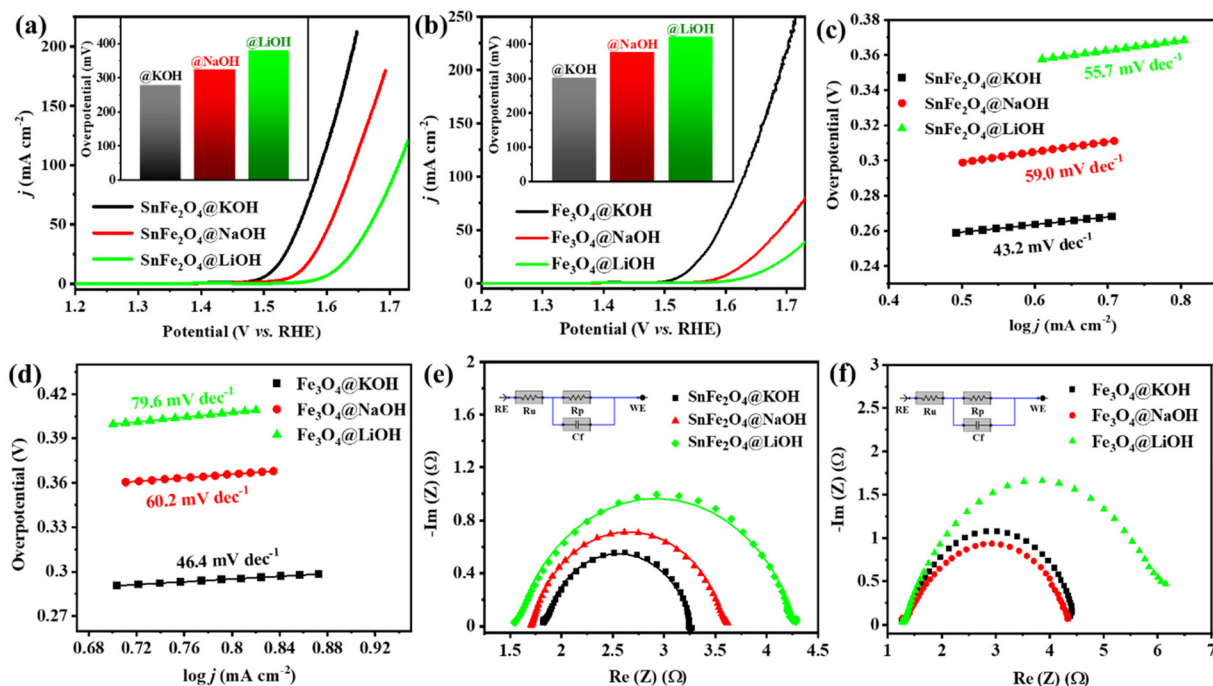 (a)
200
150
100
50
0
j (mA cm⁻²)
1.2 1.3 1.4 1.5 1.6 1.7
Potential (V vs. RHE)
Overpotential (mV)
400
300
200
100
0
@KOH
@NaOH
@LiOH
SnFe₂O₄@KOH
SnFe₂O₄@NaOH
SnFe₂O₄@LiOH
(b)
250
200
150
100
50
0
j (mA cm⁻²)
1.2 1.3 1.4 1.5 1.6 1.7
Potential (V vs. RHE)
Overpotential (mV)
400
300
200
100
0
@KOH
@NaOH
@LiOH
Fe₃O₄@KOH
Fe₃O₄@NaOH
Fe₃O₄@LiOH
(c)
0.36
0.33
0.3
0.26
0.24
Overpotential (V)
0.4 0.5 0.6 0.7 0.8
log j (mA cm⁻²)
55.7 mV dec⁻¹
SnFe₂O₄@KOH
SnFe₂O₄@NaOH
SnFe₂O₄@LiOH
59.0 mV dec⁻¹
43.2 mV dec⁻¹
(d)
0.42
0.39
0.36
0.33
0.3
0.27
Overpotential (V)
0.68 0.72 0.76 0.80 0.84 0.88 0.92
log j (mA cm⁻²)
79.6 mV dec⁻¹
Fe₃O₄@KOH
Fe₃O₄@NaOH
Fe₃O₄@LiOH
60.2 mV dec⁻¹
46.4 mV dec⁻¹
(e)
2
1.6
1.2
0.8
0.4
0
-Im (Z) (Ω)
1 1.5 2 2.5 3 3.5 4 4.5
Re (Z) (Ω)
RE
Ru
Rp
Cf
WE
SnFe₂O₄@KOH
SnFe₂O₄@NaOH
SnFe₂O₄@LiOH
(f)
3
2.5
2
1.5
1
0.5
0
-Im (Z) (Ω)
1 2 3 4 5 6 7
Re (Z) (Ω)
RE
Ru
Rp
Cf
WE
Fe₃O₄@KOH
Fe₃O₄@NaOH
Fe₃O₄@LiOH